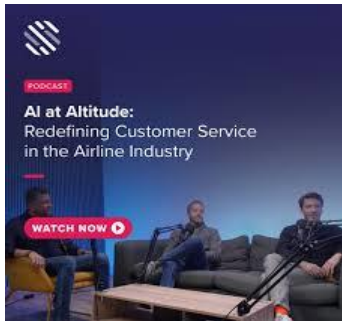 PODCAST
AI at Altitude:
Redefining Customer Service
in the Airline Industry
WATCH NOW